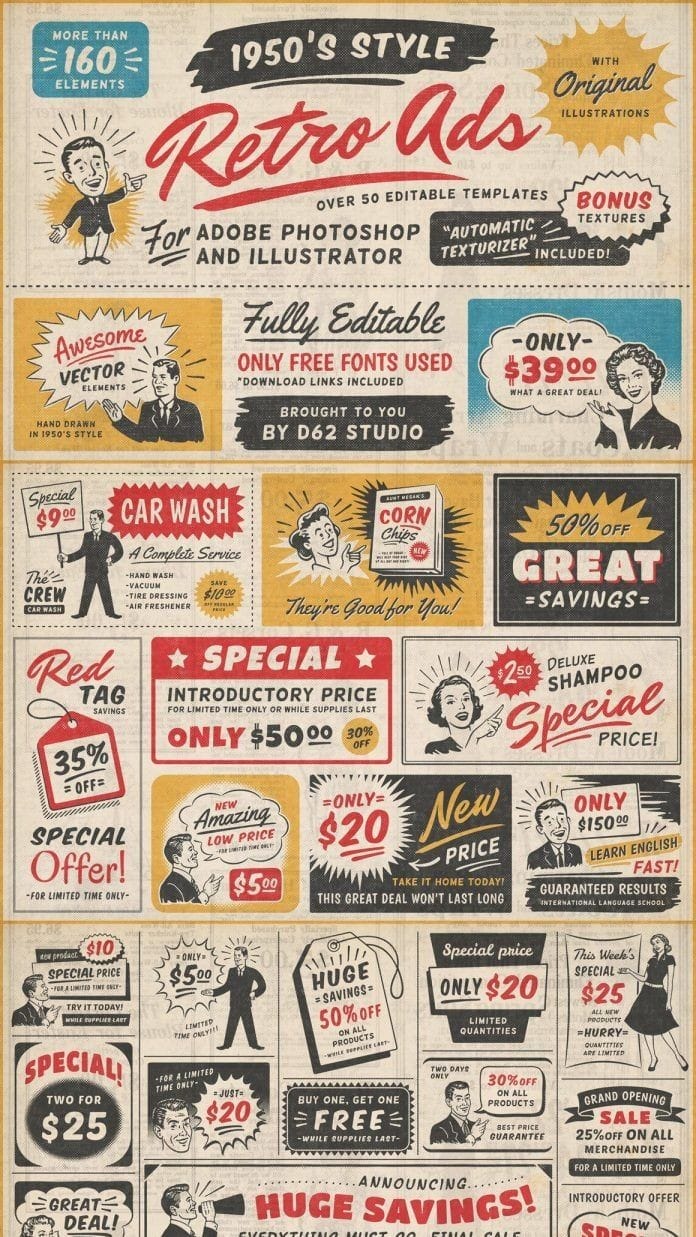 MORE THAN
160
ELEMENTS
1950'S STYLE
Retro Ads
WITH
Original
ILLUSTRATIONS
OVER 50 EDITABLE TEMPLATES
For ADOBE PHOTOSHOP
AND ILLUSTRATOR
"AUTOMATIC
TEXTURIZER" INCLUDED!
BONUS
TEXTURES
Awesome
VECTOR
ELEMENTS
HAND DRAWN
IN 1950'S STYLE
Fully Editable
ONLY FREE FONTS USED
*DOWNLOAD LINKS INCLUDED
BROUGHT TO YOU
BY D62 STUDIO
-ONLY-
$39.00
WHAT A GREAT DEAL!
Special
$9.00
The
CREW
CAR WASH
CAR WASH
A Complete Service
-HAND WASH
-VACUUM
-TIRE DRESSING
-AIR FRESHENER
SAVE
$10.00
OFF REGULAR
PRICE
AUNT MEGAN'S
CORN
Chips
NEW
They're Good for You!
50% OFF
GREAT
=SAVINGS=
Red
TAG
SAVINGS
35%
=OFF=
SPECIAL
Offer!
-FOR LIMITED TIME ONLY-
SPECIAL
INTRODUCTORY PRICE
FOR LIMITED TIME ONLY OR WHILE SUPPLIES LAST
ONLY $50.00
30%
OFF
$2.50
DELUXE
SHAMPOO
Special
PRICE!
NEW
Amazing
LOW PRICE
-FOR LIMITED TIME ONLY-
$5.00
=ONLY=
$20
New
PRICE
TAKE IT HOME TODAY!
THIS GREAT DEAL WON'T LAST LONG
ONLY
$150.00
LEARN ENGLISH
FAST!
GUARANTEED RESULTS
INTERNATIONAL LANGUAGE SCHOOL
new product
$10
SPECIAL PRICE
-FOR A LIMITED TIME ONLY-
TRY IT TODAY!
WHILE SUPPLIES LAST
-ONLY-
$5.00
LIMITED
TIME ONLY!!!
HUGE
=SAVINGS=
50% OFF
ON ALL
PRODUCTS
-WHILE SUPPLIES LAST-
Special price
ONLY $20
LIMITED
QUANTITIES
This Week's
SPECIAL
$25
ALL NEW
PRODUCTS
=HURRY=
QUANTITIES
ARE LIMITED
SPECIAL!
TWO FOR
$25
-FOR A LIMITED
TIME ONLY-
=JUST=
$20
BUY ONE, GET ONE
FREE
-WHILE SUPPLIES LAST-
TWO DAYS
ONLY
30% OFF
ON ALL
PRODUCTS
BEST PRICE
GUARANTEE
GRAND OPENING
SALE
25% OFF ON ALL
MERCHANDISE
FOR A LIMITED TIME ONLY
GREAT
DEAL!
...ANNOUNCING...
HUGE SAVINGS!
EVERYTHING MUST GO. FINAL SALE
INTRODUCTORY OFFER
NEW